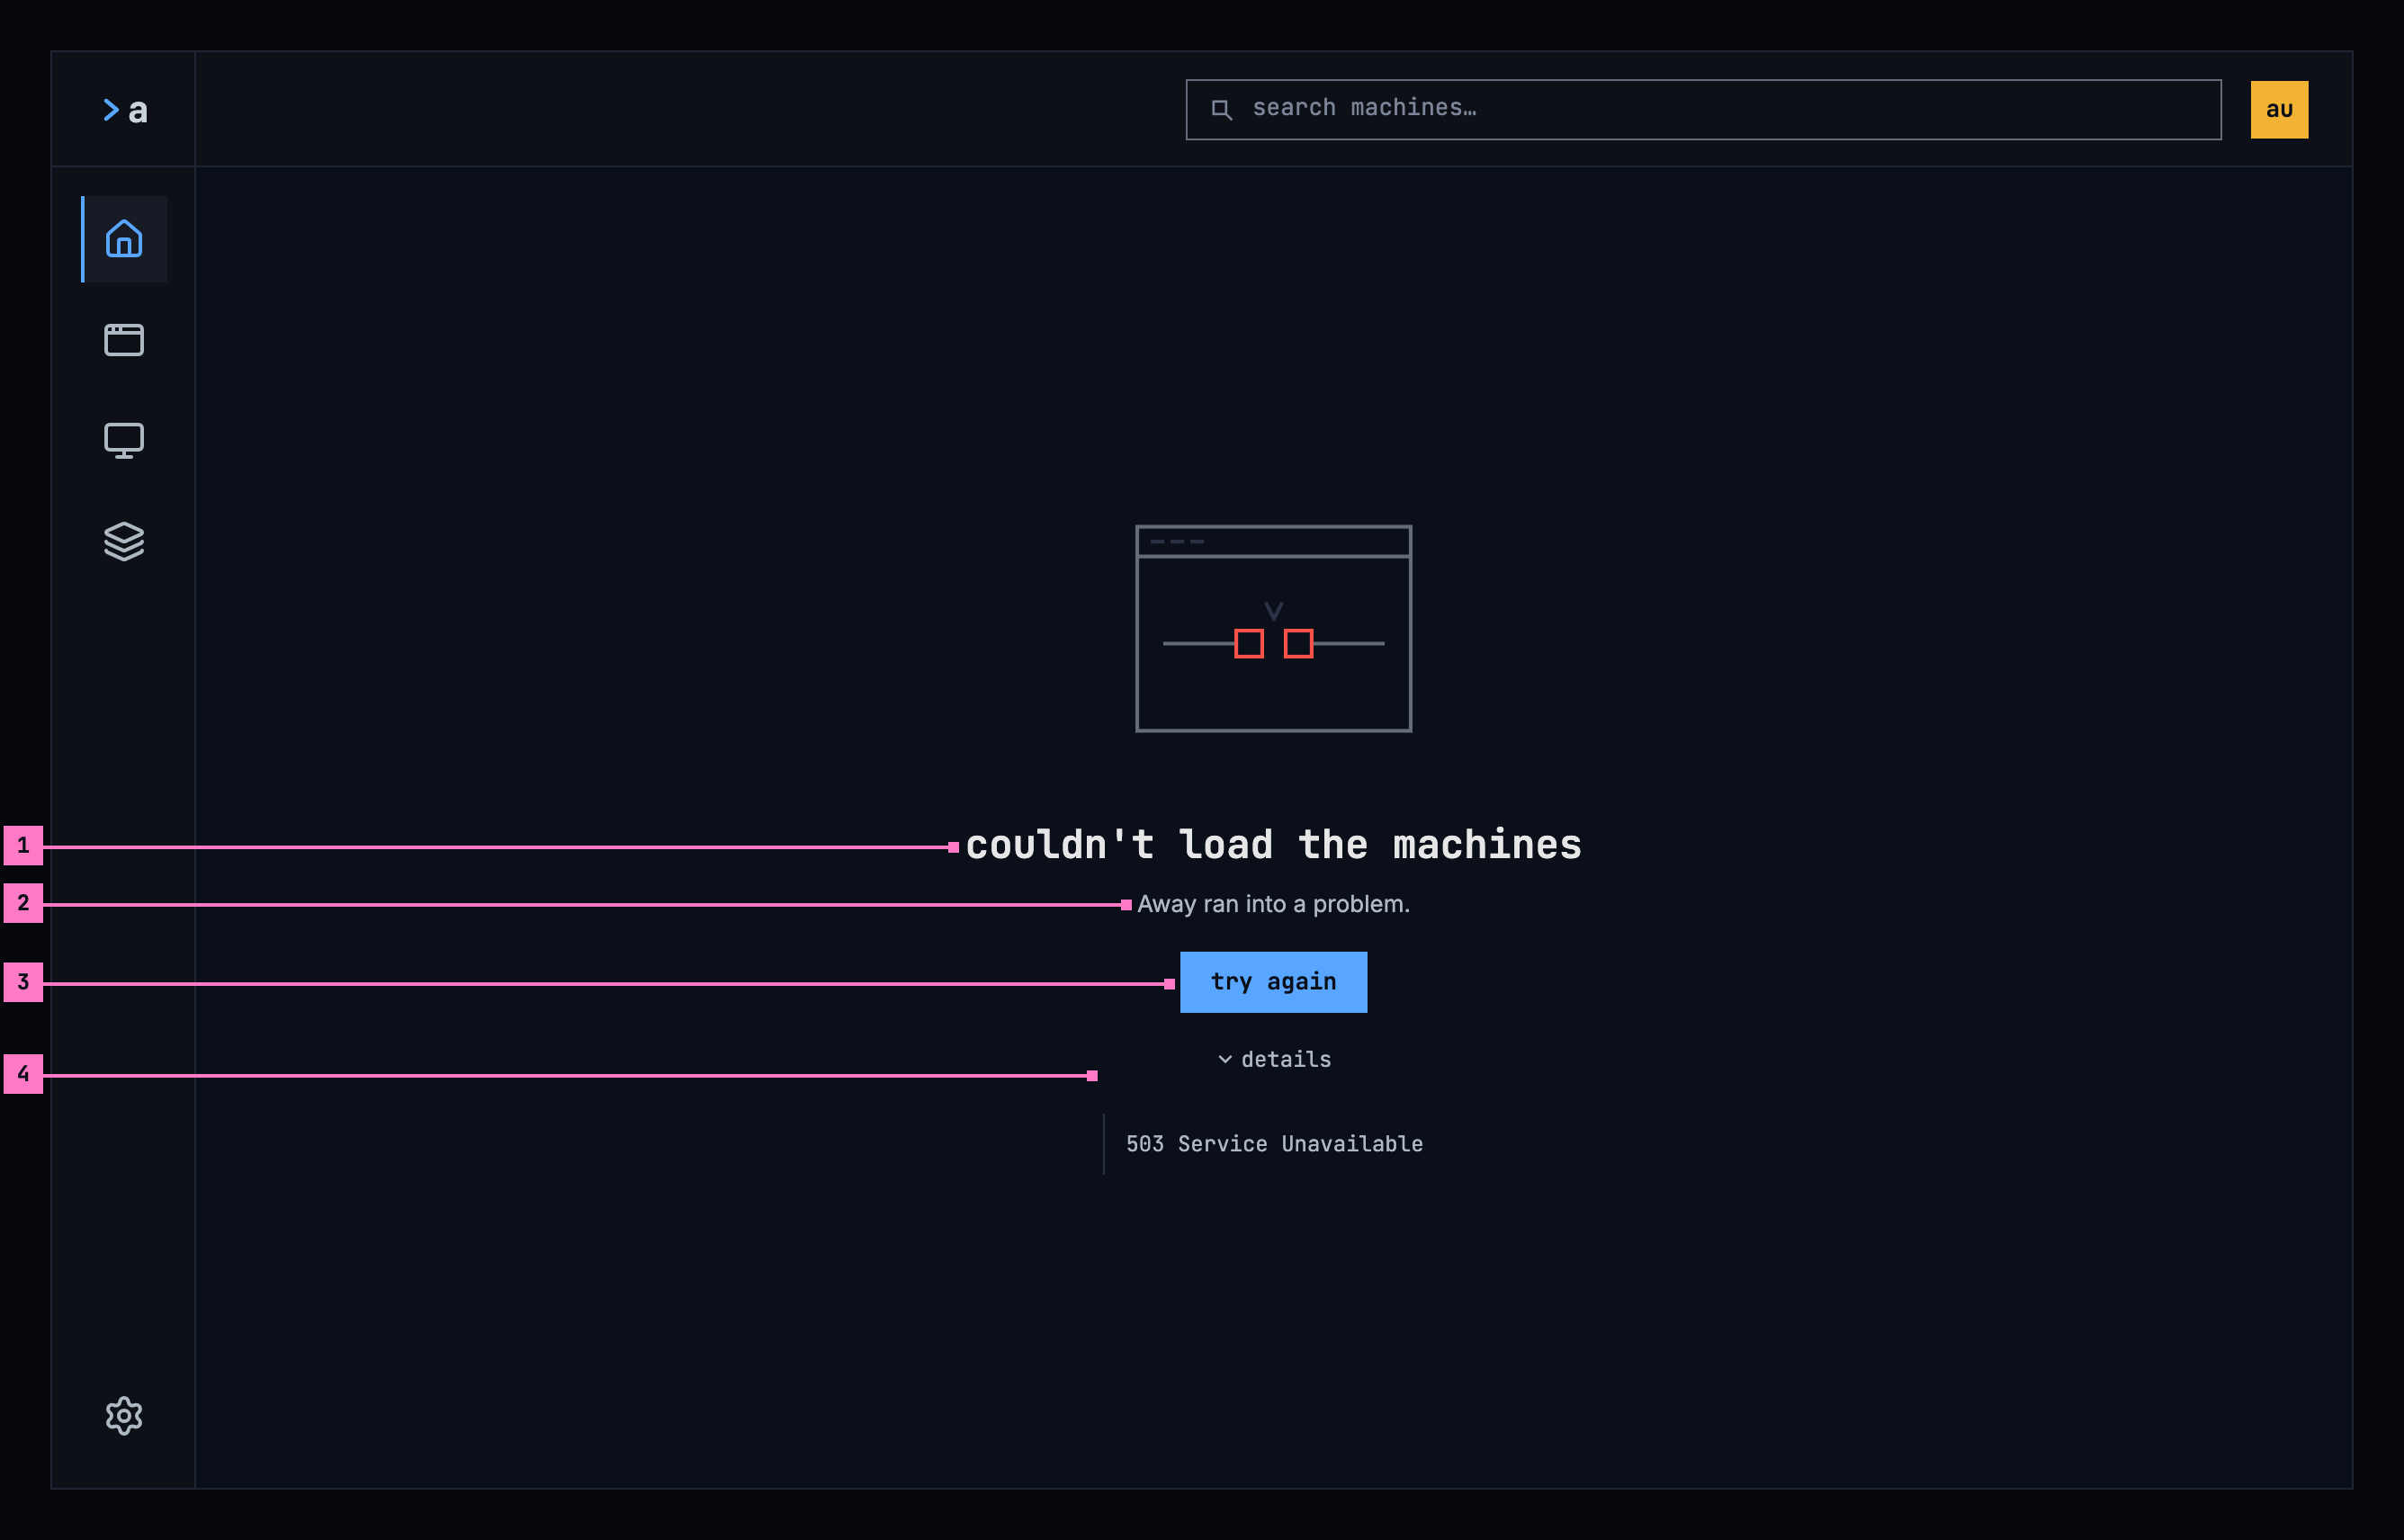 >a
search machines…
au
1
couldn't load the machines
2
Away ran into a problem.
3
try again
4
details
503 Service Unavailable